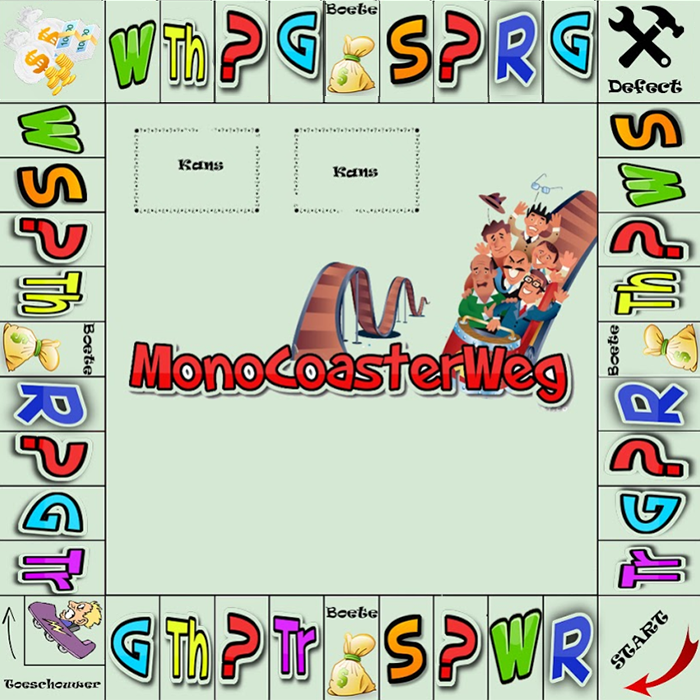 W Th ? G Boete S ? R G
Defect
W
S
?
Th
Boete
R
?
G
Tr
Kans
Kans
MonoCoasterWeg
S
W
?
Th
Boete
R
?
G
Tr
Toeschouwer
G Th ? Tr Boete S ? W R
START